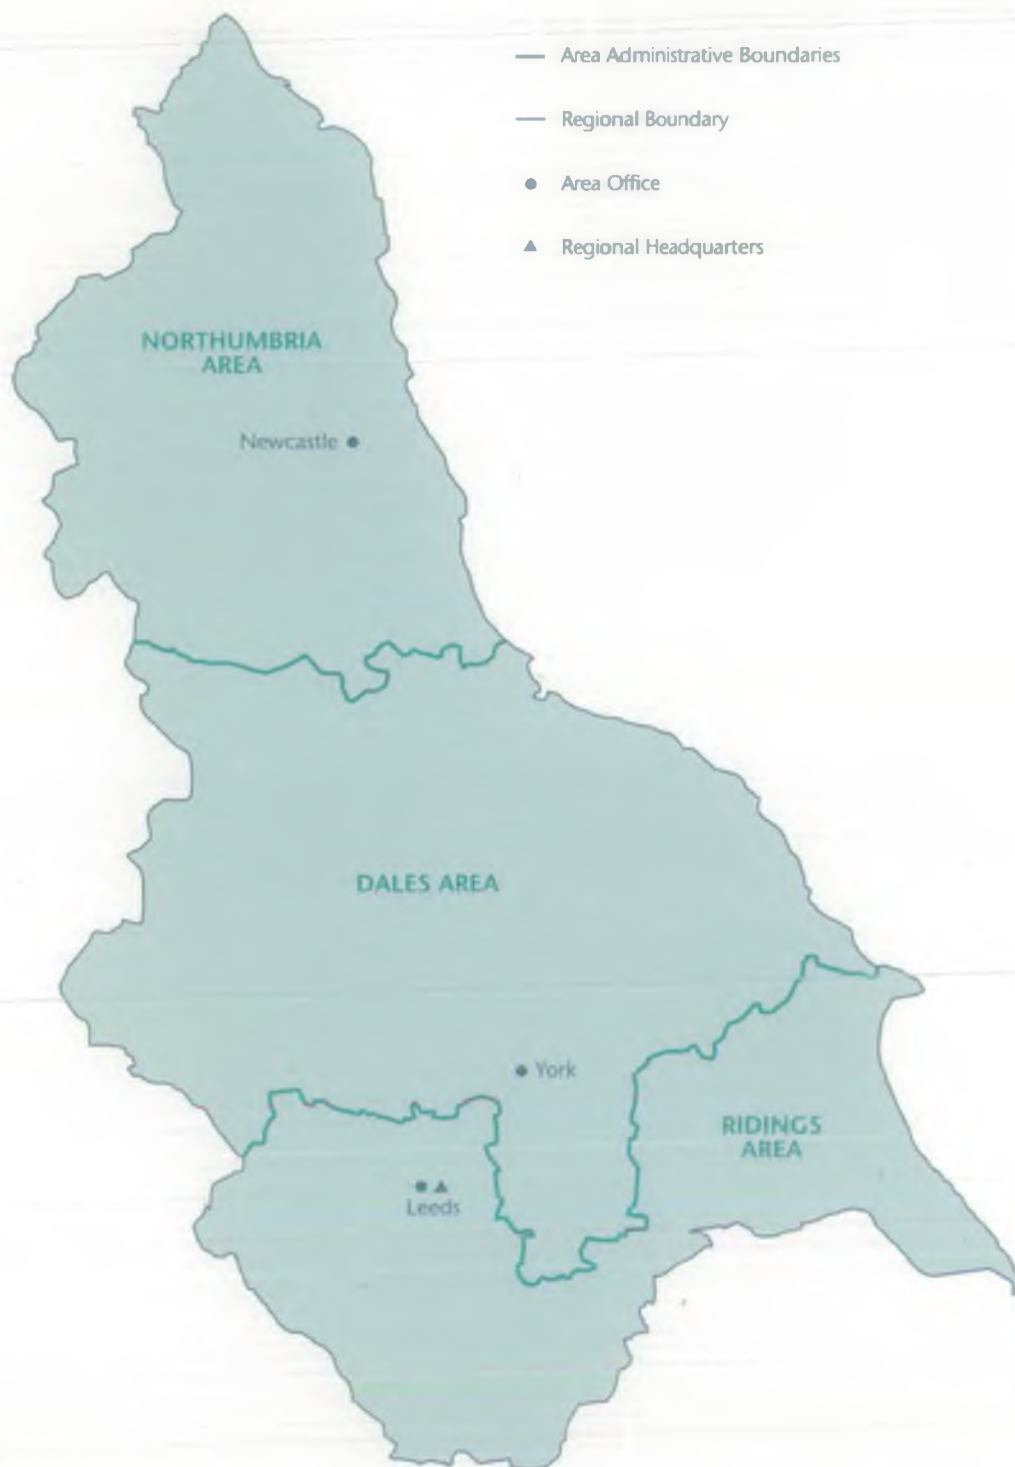 Area Administrative Boundaries
Regional Boundary
Area Office
Regional Headquarters
NORTHUMBRIA
AREA
Newcastle
DALES AREA
York
RIDINGS
AREA
Leeds